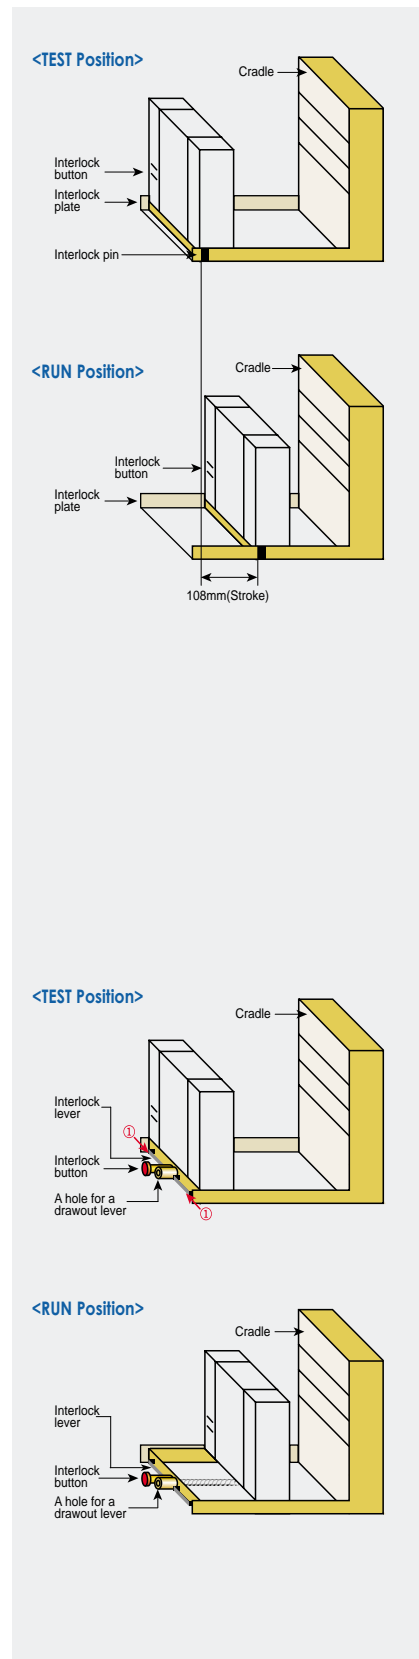 <TEST Position>
Cradle
Interlock
button
Interlock
plate
Interlock pin
<RUN Position>
Cradle
Interlock
button
Interlock
plate
108mm(Stroke)
<TEST Position>
Cradle
Interlock
lever
①
Interlock
button
A hole for a
drawout lever
①
<RUN Position>
Cradle
Interlock
lever
Interlock
button
A hole for a
drawout lever